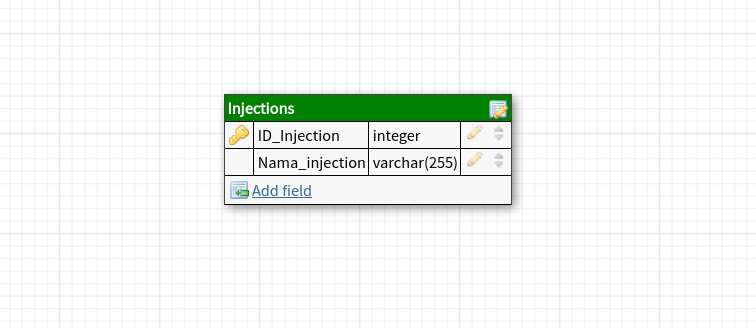 Injections
ID_Injection integer
Nama_injection varchar(255)
Add field